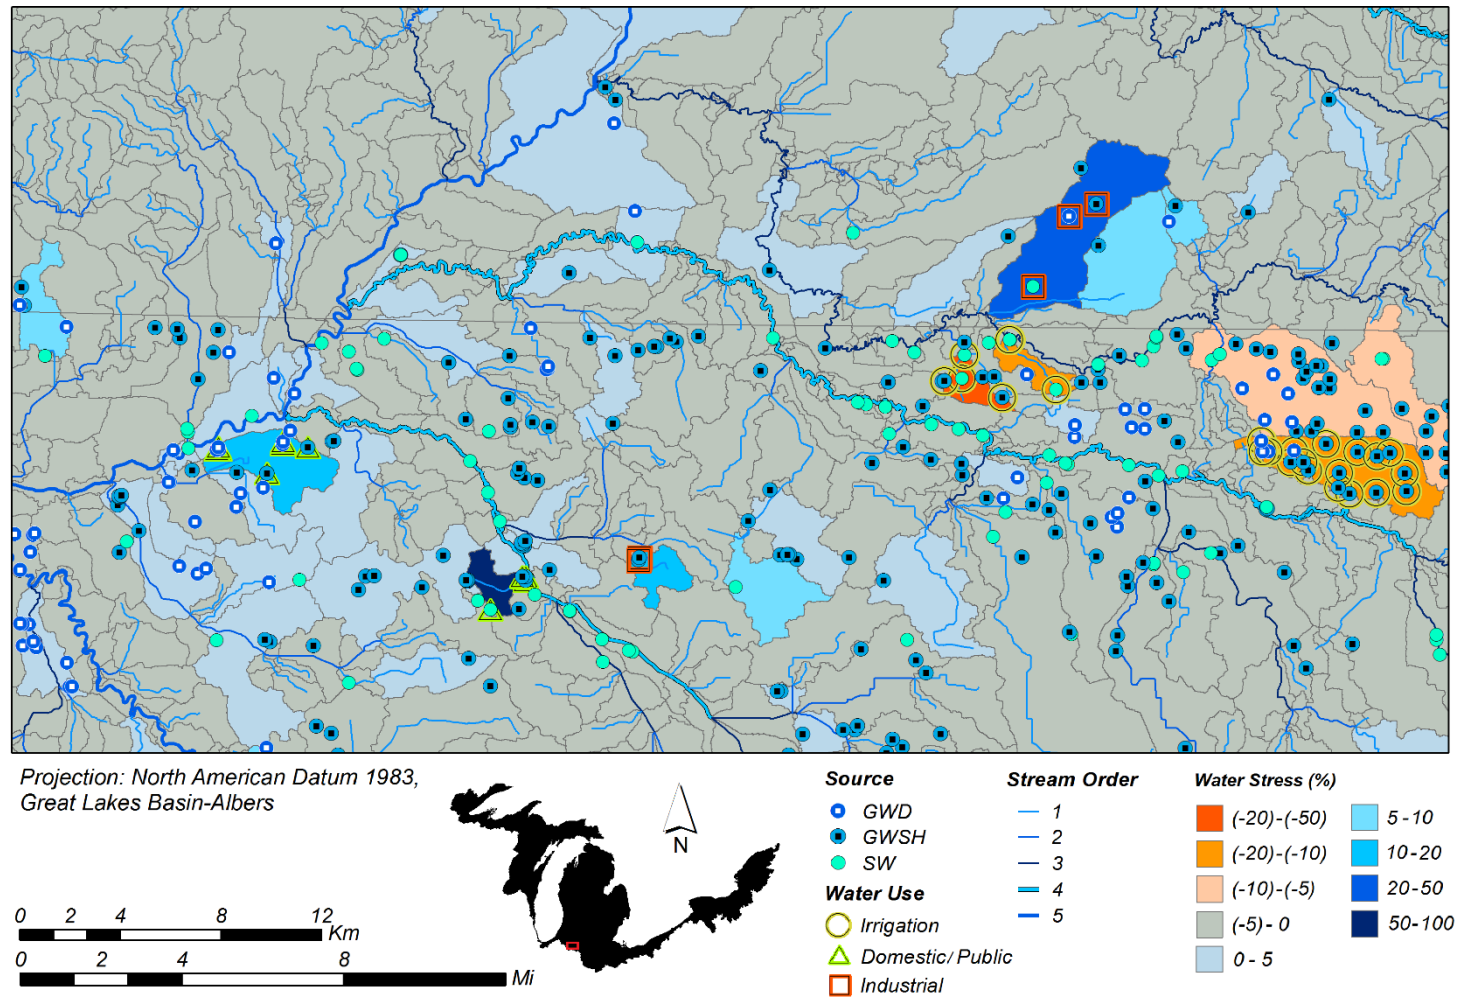 Projection: North American Datum 1983,
Great Lakes Basin-Albers
0 2 4 8 12
Km
0 2 4 8
Mi
N
Source
GWD
GWSH
SW
Water Use
Irrigation
Domestic/Public
Industrial
Stream Order
1
2
3
4
5
Water Stress (%)
(-20)-(-50)
(-20)-(-10)
(-10)-(-5)
(-5)-0
0-5
5-10
10-20
20-50
50-100